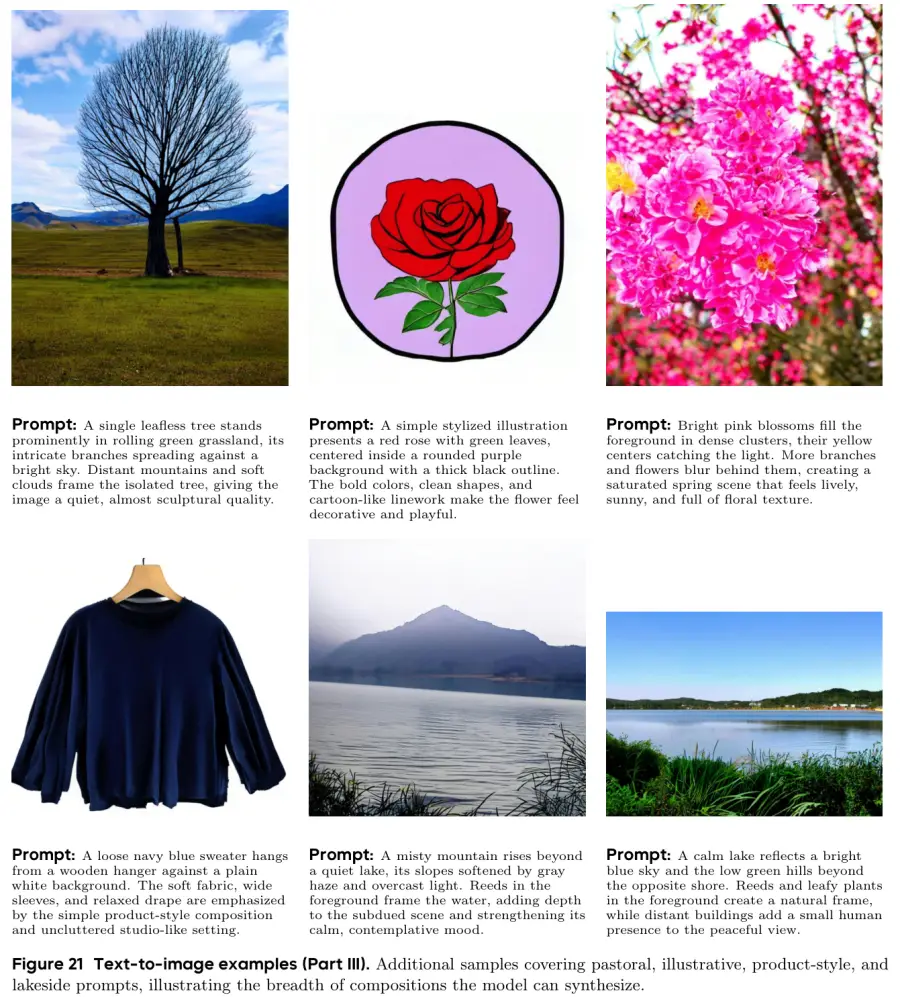 Prompt: A single leafless tree stands
prominently in rolling green grassland, its
intricate branches spreading against a
bright sky. Distant mountains and soft
clouds frame the isolated tree, giving the
image a quiet, almost sculptural quality.
Prompt: A simple stylized illustration
presents a red rose with green leaves,
centered inside a rounded purple
background with a thick black outline.
The bold colors, clean shapes, and
cartoon-like linework make the flower feel
decorative and playful.
Prompt: Bright pink blossoms fill the
foreground in dense clusters, their yellow
centers catching the light. More branches
and flowers blur behind them, creating a
saturated spring scene that feels lively,
sunny, and full of floral texture.
Prompt: A loose navy blue sweater hangs
from a wooden hanger against a plain
white background. The soft fabric, wide
sleeves, and relaxed drape are emphasized
by the simple product-style composition
and uncluttered studio-like setting.
Prompt: A misty mountain rises beyond
a quiet lake, its slopes softened by gray
haze and overcast light. Reeds in the
foreground frame the water, adding depth
to the subdued scene and strengthening its
calm, contemplative mood.
Prompt: A calm lake reflects a bright
blue sky and the low green hills beyond
the opposite shore. Reeds and leafy plants
in the foreground create a natural frame,
while distant buildings add a small human
presence to the peaceful view.
Figure 21 Text-to-image examples (Part III). Additional samples covering pastoral, illustrative, product-style, and
lakeside prompts, illustrating the breadth of compositions the model can synthesize.